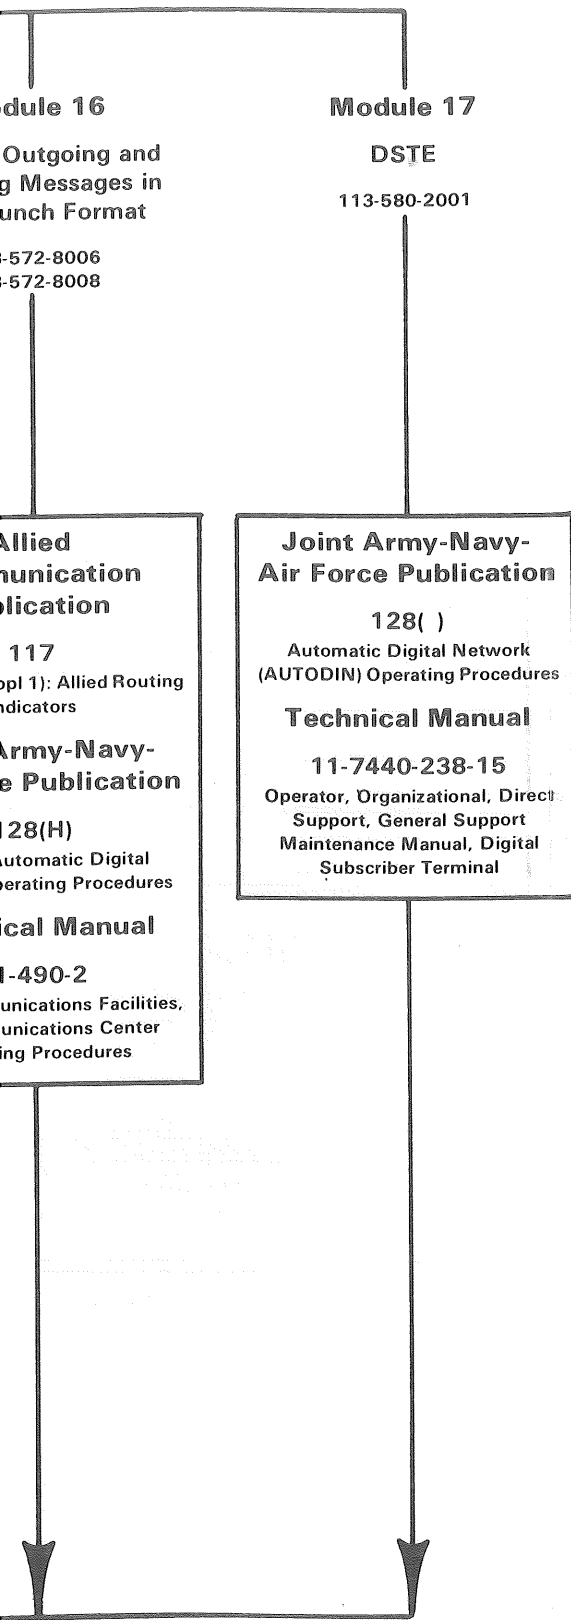 dule 16
Outgoing and
g Messages in
unch Format
-572-8006
-572-8008
Module 17
DSTE
113-580-2001
Allied
unication
lication
117
ppl 1): Allied Routing
ndicators
Army-Navy-
e Publication
128(H)
Automatic Digital
perating Procedures
ical Manual
1-490-2
unications Facilities,
unications Center
ing Procedures
Joint Army-Navy-
Air Force Publication
128( )
Automatic Digital Network
(AUTODIN) Operating Procedures
Technical Manual
11-7440-238-15
Operator, Organizational, Direct
Support, General Support
Maintenance Manual, Digital
Subscriber Terminal